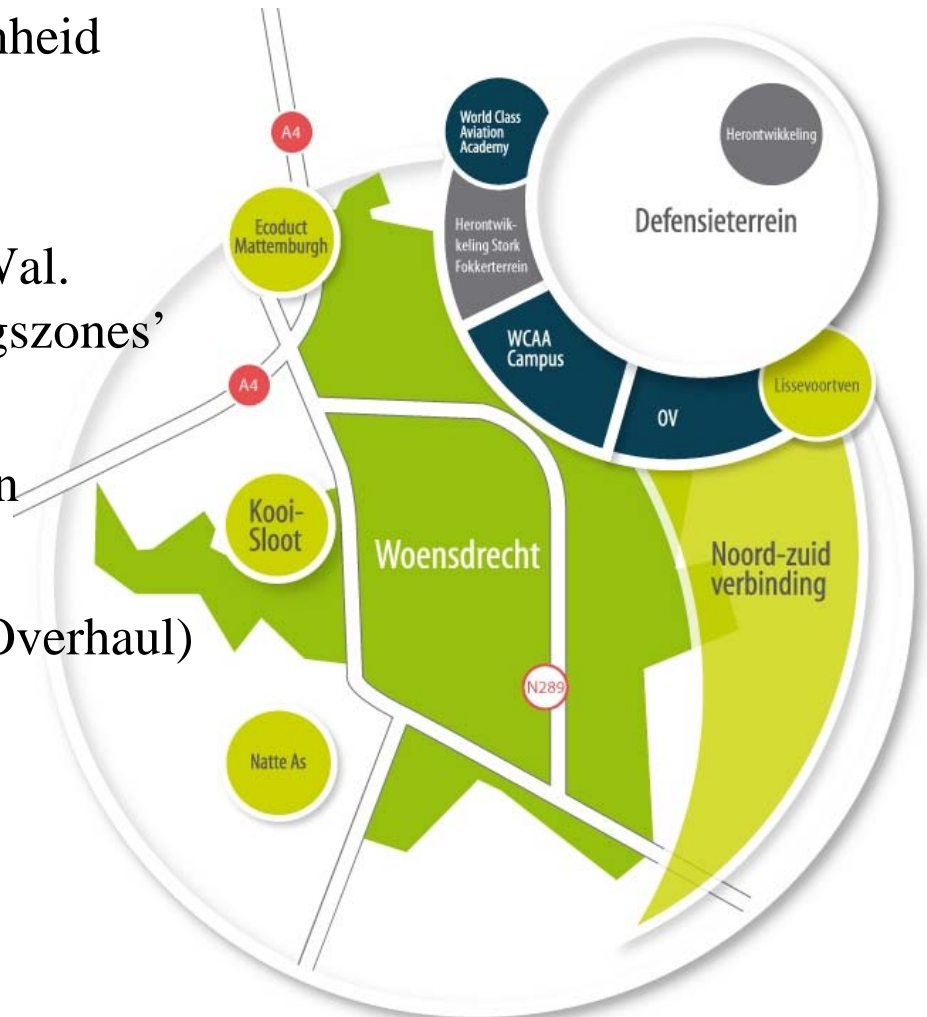 nheid
A4
World Class
Aviation
Academy
Herontwikkeling
Ecoduct
Mattemburgh
Herontwik-
keling Stork
Fokkerterrein
Defensieterrein
Val.
gszones’
WCAA
Campus
A4
Lissevoortven
OV
n
Kooi-
Sloot
Woensdrecht
Noord-zuid
verbinding
Overhaul)
N289
Natte As